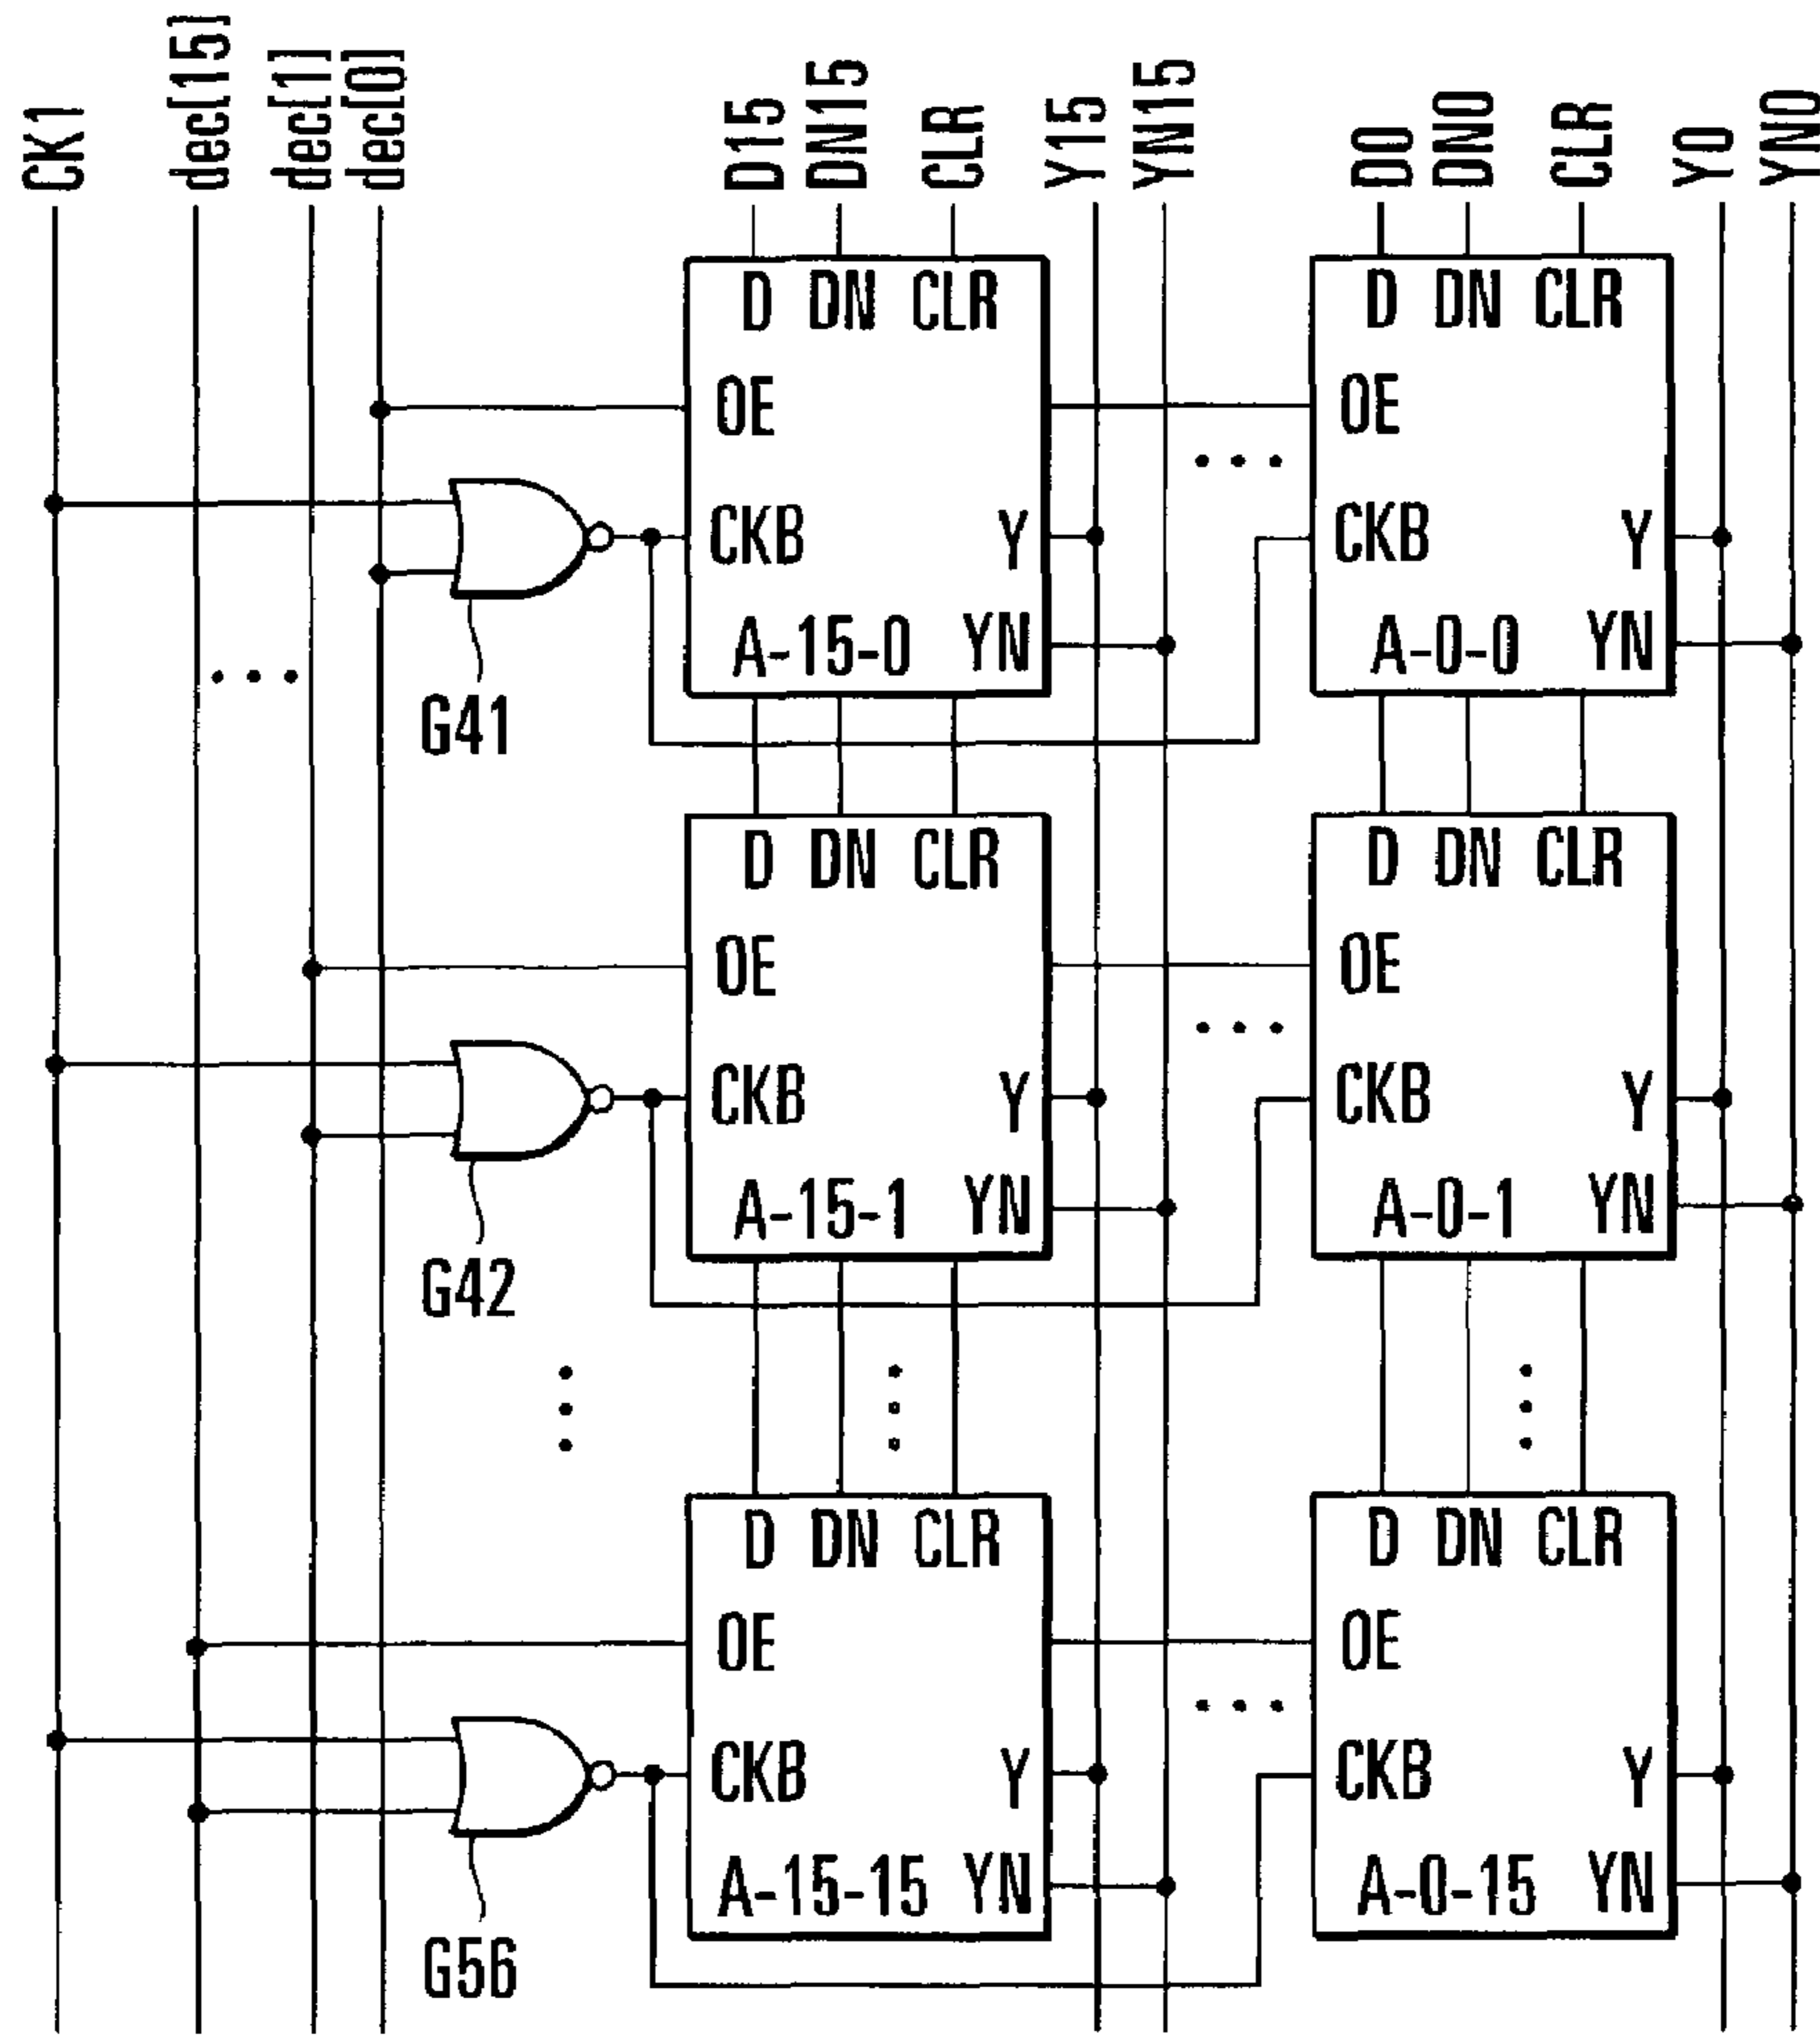 CK1 dec[15] dec[1] dec[0] D15 DN15 CLR Y15 YN15 D0 DN0 CLR Y0 YN0
D DN CLR D DN CLR
OE OE
CKB Y CKB Y
A-15-0 YN A-0-0 YN
G41
D DN CLR D DN CLR
OE OE
CKB Y CKB Y
A-15-1 YN A-0-1 YN
G42
D DN CLR D DN CLR
OE OE
CKB Y CKB Y
A-15-15 YN A-0-15 YN
G56